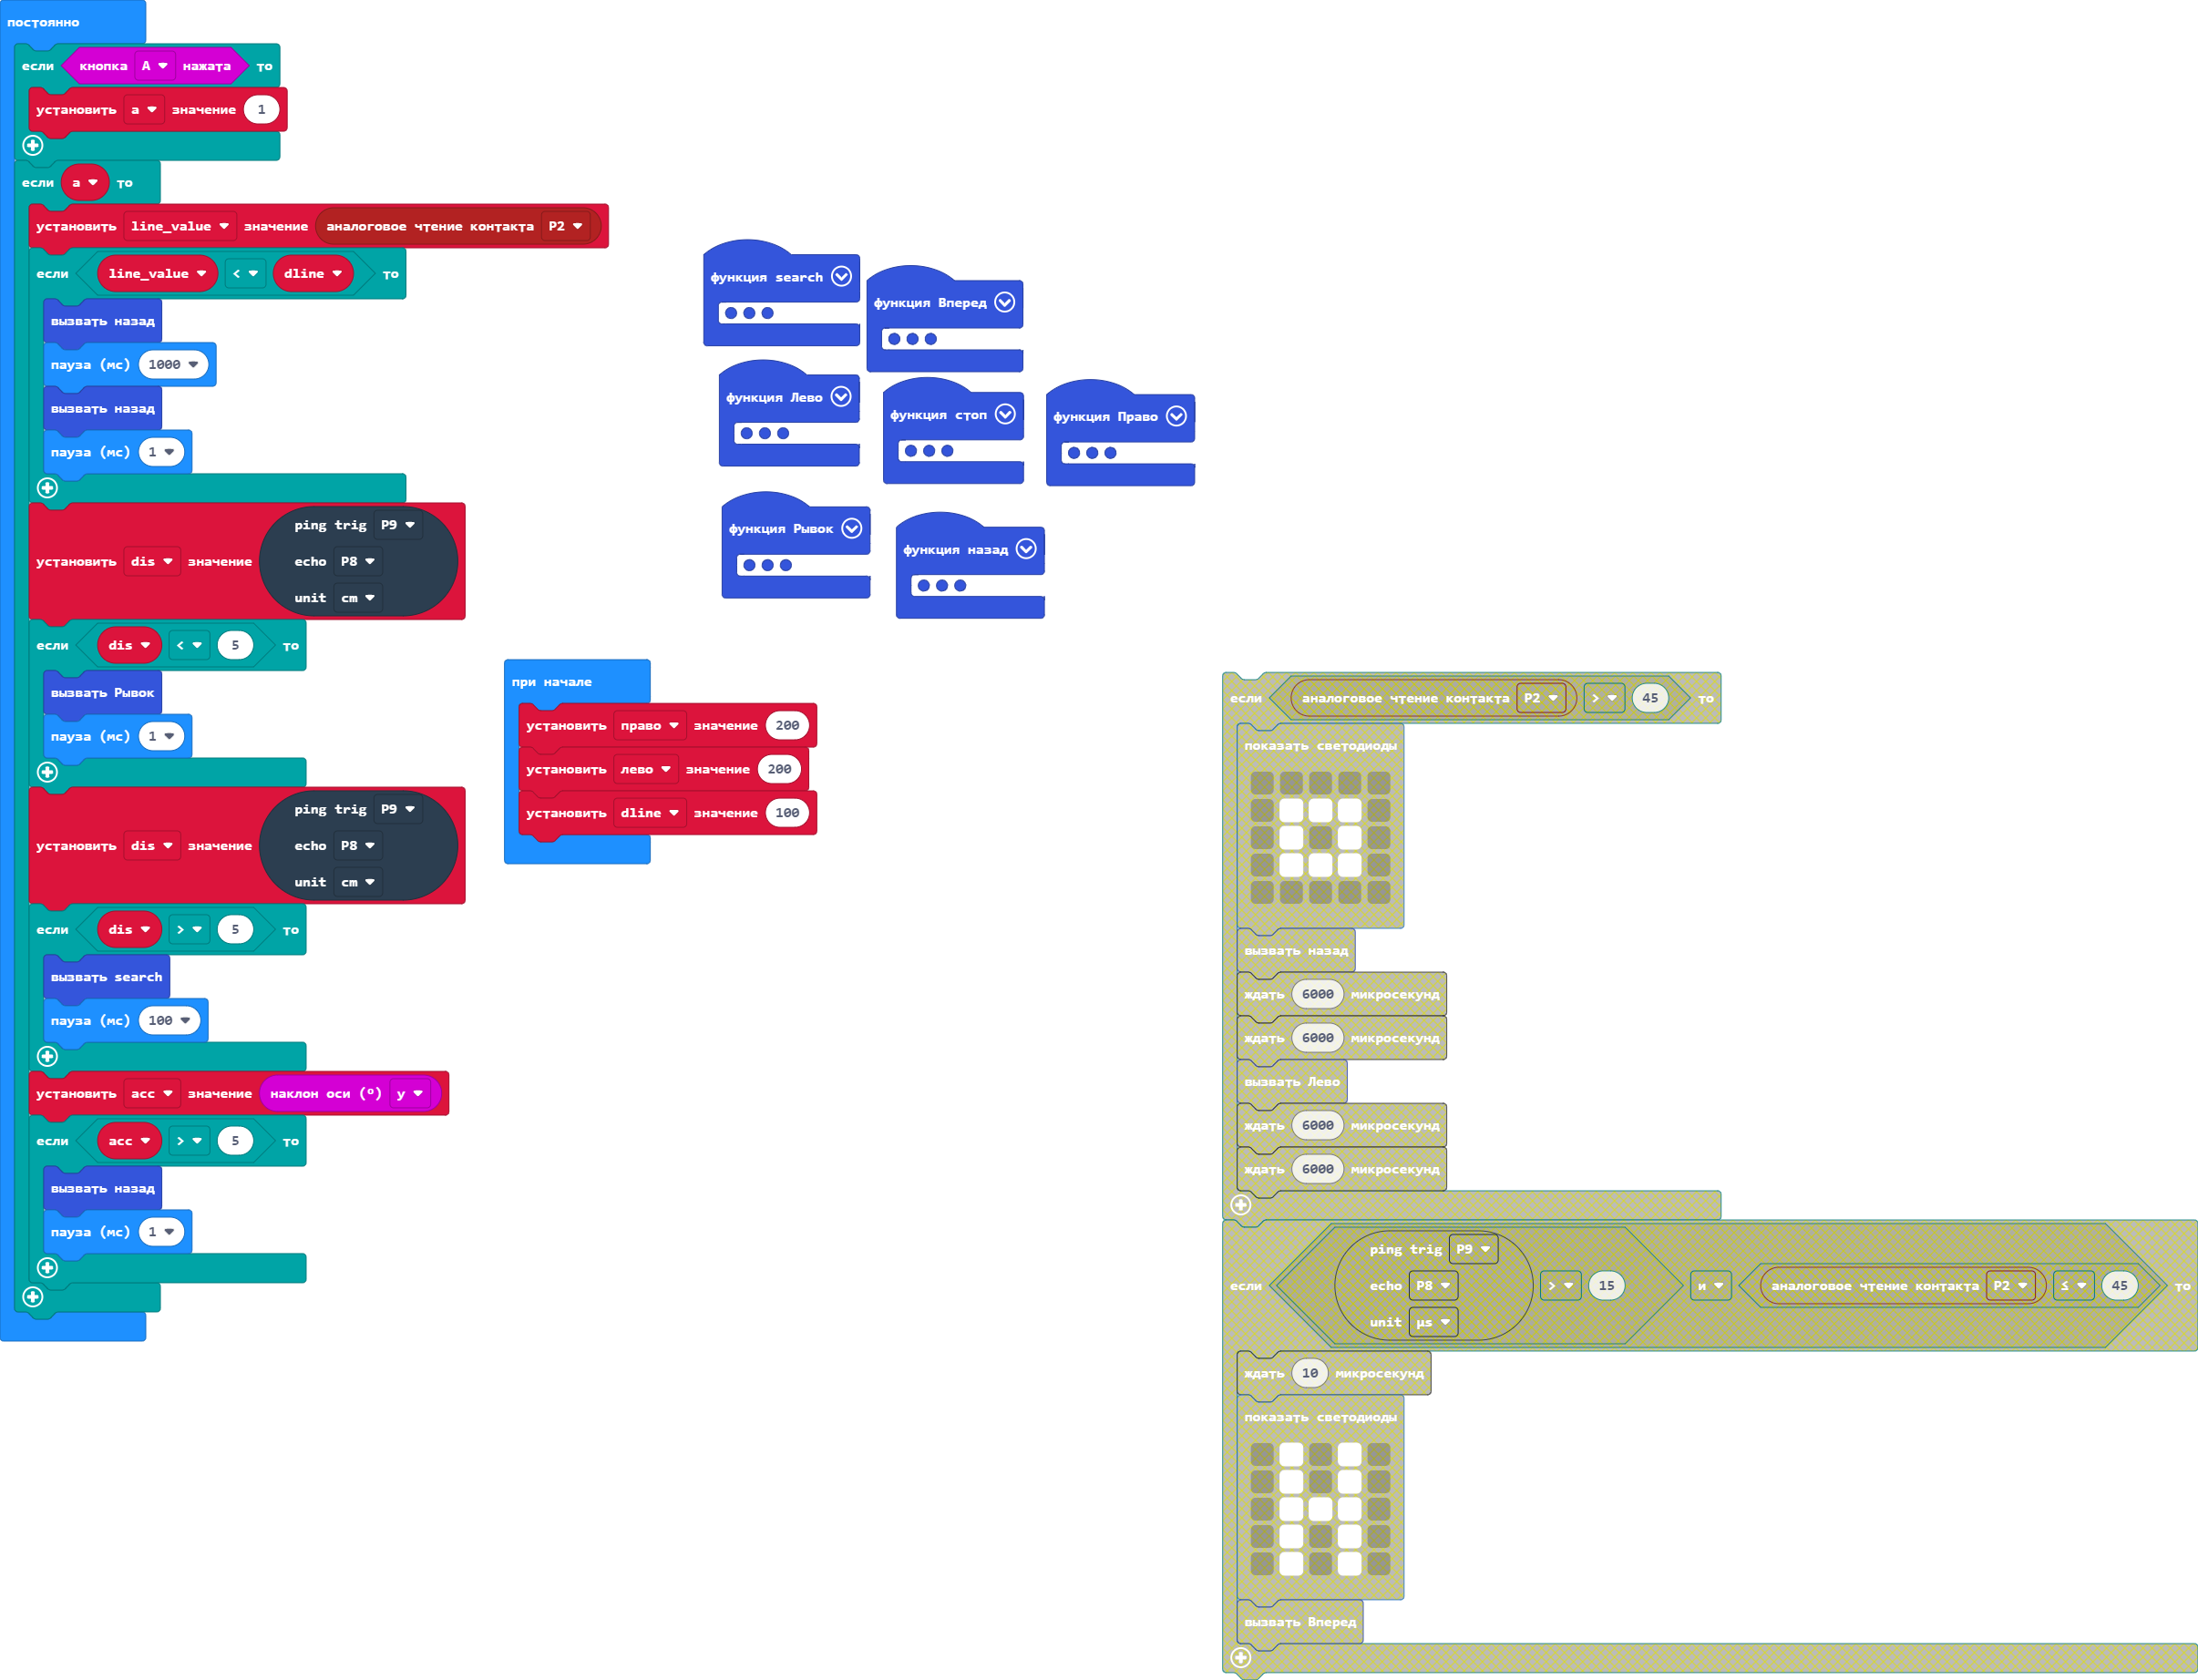 постоянно
если кнопка A нажата то
установить a значение 1
если a то
установить line_value значение аналоговое чтение контакта P2
если line_value < dline то
вызвать назад
пауза (мс) 1000
вызвать назад
пауза (мс) 1
установить dis значение ping trig P9
echo P8
unit cm
если dis < 5 то
вызвать Рывок
пауза (мс) 1
установить dis значение ping trig P9
echo P8
unit cm
если dis > 5 то
вызвать search
пауза (мс) 100
установить acc значение наклон оси (º) y
если acc > 5 то
вызвать назад
пауза (мс) 1
функция search
функция Вперед
функция Лево
функция стоп
функция Право
функция Рывок
функция назад
при начале
установить право значение 200
установить лево значение 200
установить dline значение 100
если аналоговое чтение контакта P2 > 45 то
показать светодиоды
вызвать назад
ждать 6000 микросекунд
ждать 6000 микросекунд
вызвать Лево
ждать 6000 микросекунд
ждать 6000 микросекунд
если ping trig P9
echo P8 > 15 и аналоговое чтение контакта P2 ≤ 45 то
unit μs
ждать 10 микросекунд
показать светодиоды
вызвать Вперед